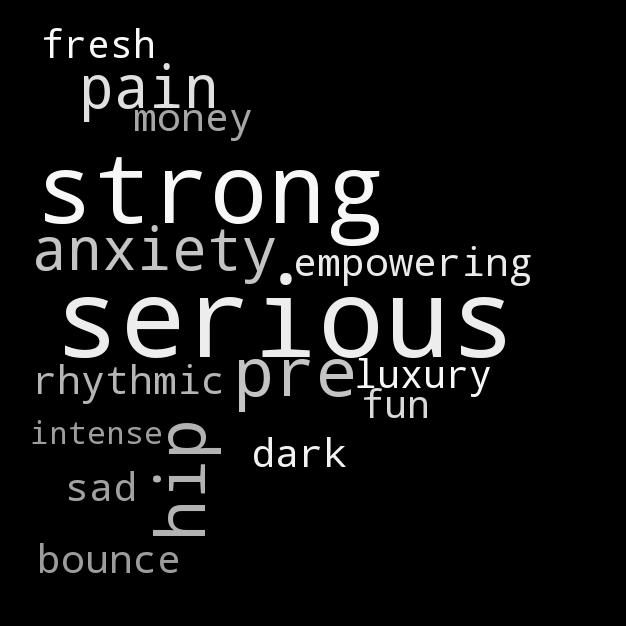 fresh
pain
money
strong
anxiety
empowering
serious
rhythmic
pre
luxury
fun
intense
hip
dark
sad
bounce